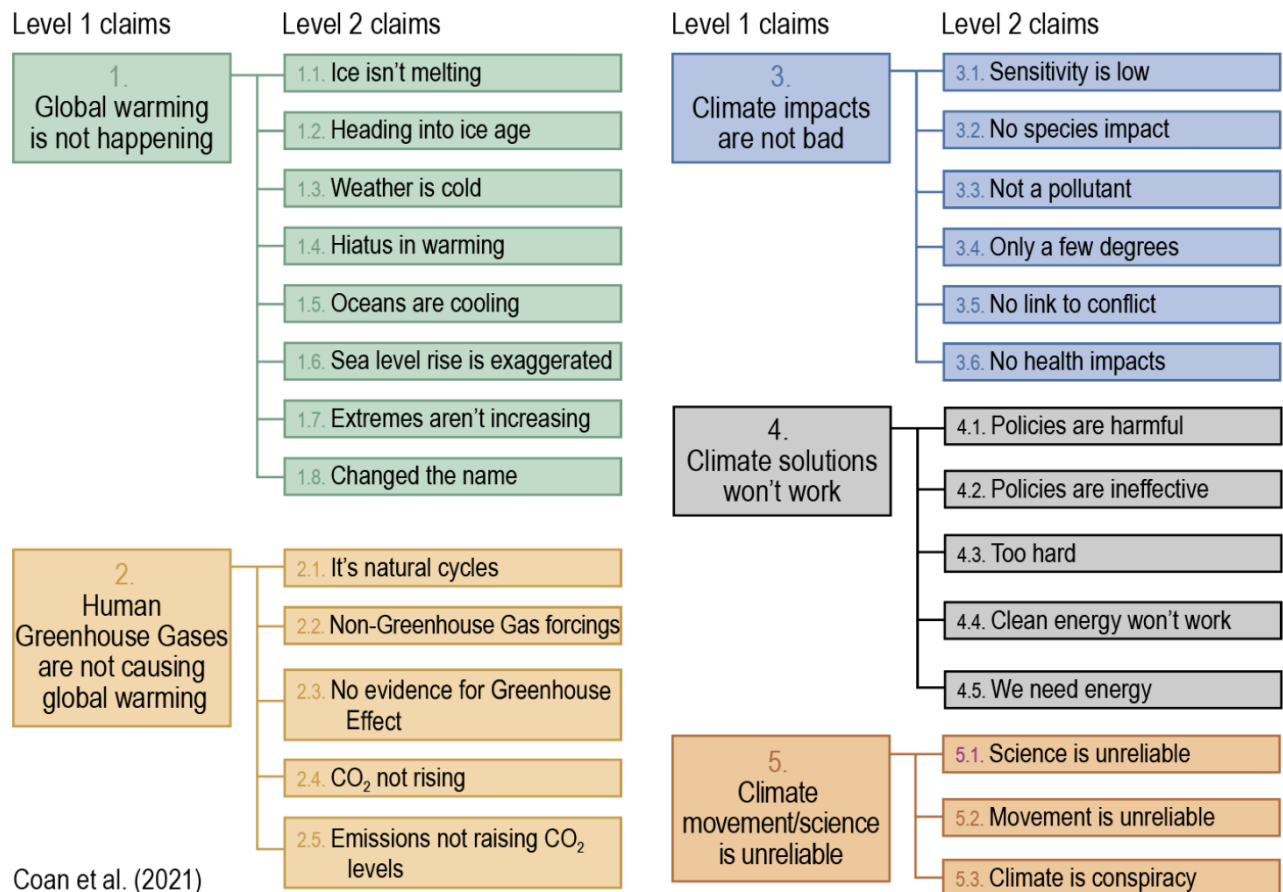 Level 1 claims
Level 2 claims
1.
Global warming
is not happening
1.1. Ice isn't melting
1.2. Heading into ice age
1.3. Weather is cold
1.4. Hiatus in warming
1.5. Oceans are cooling
1.6. Sea level rise is exaggerated
1.7. Extremes aren't increasing
1.8. Changed the name
2.
Human
Greenhouse Gases
are not causing
global warming
2.1. It's natural cycles
2.2. Non-Greenhouse Gas forcings
2.3. No evidence for Greenhouse
Effect
2.4. CO₂ not rising
2.5. Emissions not raising CO₂
levels
Coan et al. (2021)
Level 1 claims
Level 2 claims
3.
Climate impacts
are not bad
3.1. Sensitivity is low
3.2. No species impact
3.3. Not a pollutant
3.4. Only a few degrees
3.5. No link to conflict
3.6. No health impacts
4.
Climate solutions
won't work
4.1. Policies are harmful
4.2. Policies are ineffective
4.3. Too hard
4.4. Clean energy won't work
4.5. We need energy
5.
Climate
movement/science
is unreliable
5.1. Science is unreliable
5.2. Movement is unreliable
5.3. Climate is conspiracy